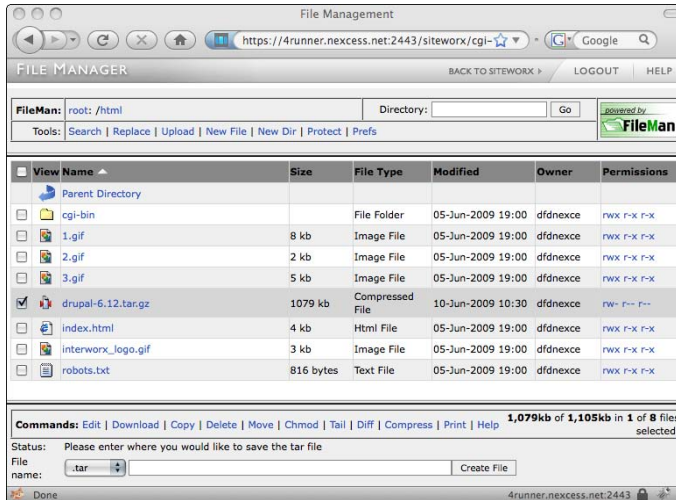 File Management
https://4runner.nexcess.net:2443/siteworx/cgi- Google
FILE MANAGER BACK TO SITEWORX LOGOUT HELP
FileMan: root: /html Directory: Go powered by FileMan
Tools: Search | Replace | Upload | New File | New Dir | Protect | Prefs
View Name Size File Type Modified Owner Permissions
Parent Directory
cgi-bin File Folder 05-Jun-2009 19:00 dfdnexce rwx r-x r-x
1.gif 8 kb Image File 05-Jun-2009 19:00 dfdnexce rwx r-x r-x
2.gif 2 kb Image File 05-Jun-2009 19:00 dfdnexce rwx r-x r-x
3.gif 5 kb Image File 05-Jun-2009 19:00 dfdnexce rwx r-x r-x
drupal-6.12.tar.gz 1079 kb Compressed File 10-Jun-2009 10:30 dfdnexce rw- r-- r--
index.html 4 kb Html File 05-Jun-2009 19:00 dfdnexce rwx r-x r-x
interworx_logo.gif 3 kb Image File 05-Jun-2009 19:00 dfdnexce rwx r-x r-x
robots.txt 816 bytes Text File 05-Jun-2009 19:00 dfdnexce rwx r-x r-x
Commands: Edit | Download | Copy | Delete | Move | Chmod | Tail | Diff | Compress | Print | Help 1,079kb of 1,105kb in 1 of 8 files
selected
Status: Please enter where you would like to save the tar file
File name: .tar Create File
Done 4runner.nexcess.net:2443